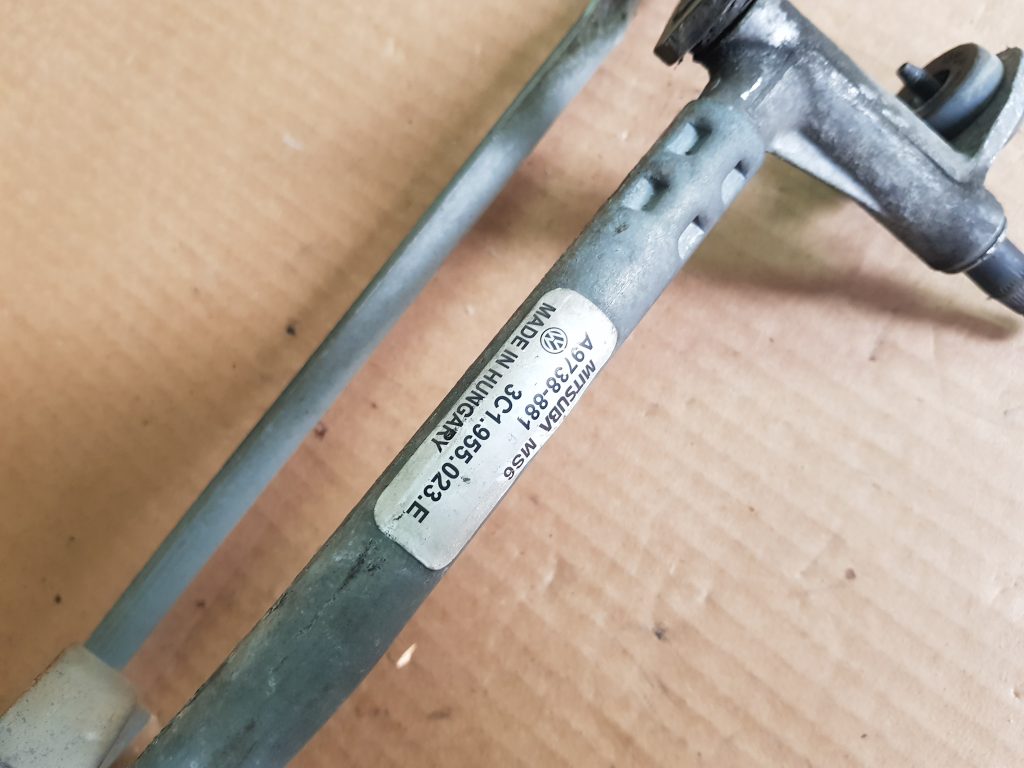 MITSUBA MS6
A9738-881
3C1.955.023.E
MADE IN HUNGARY